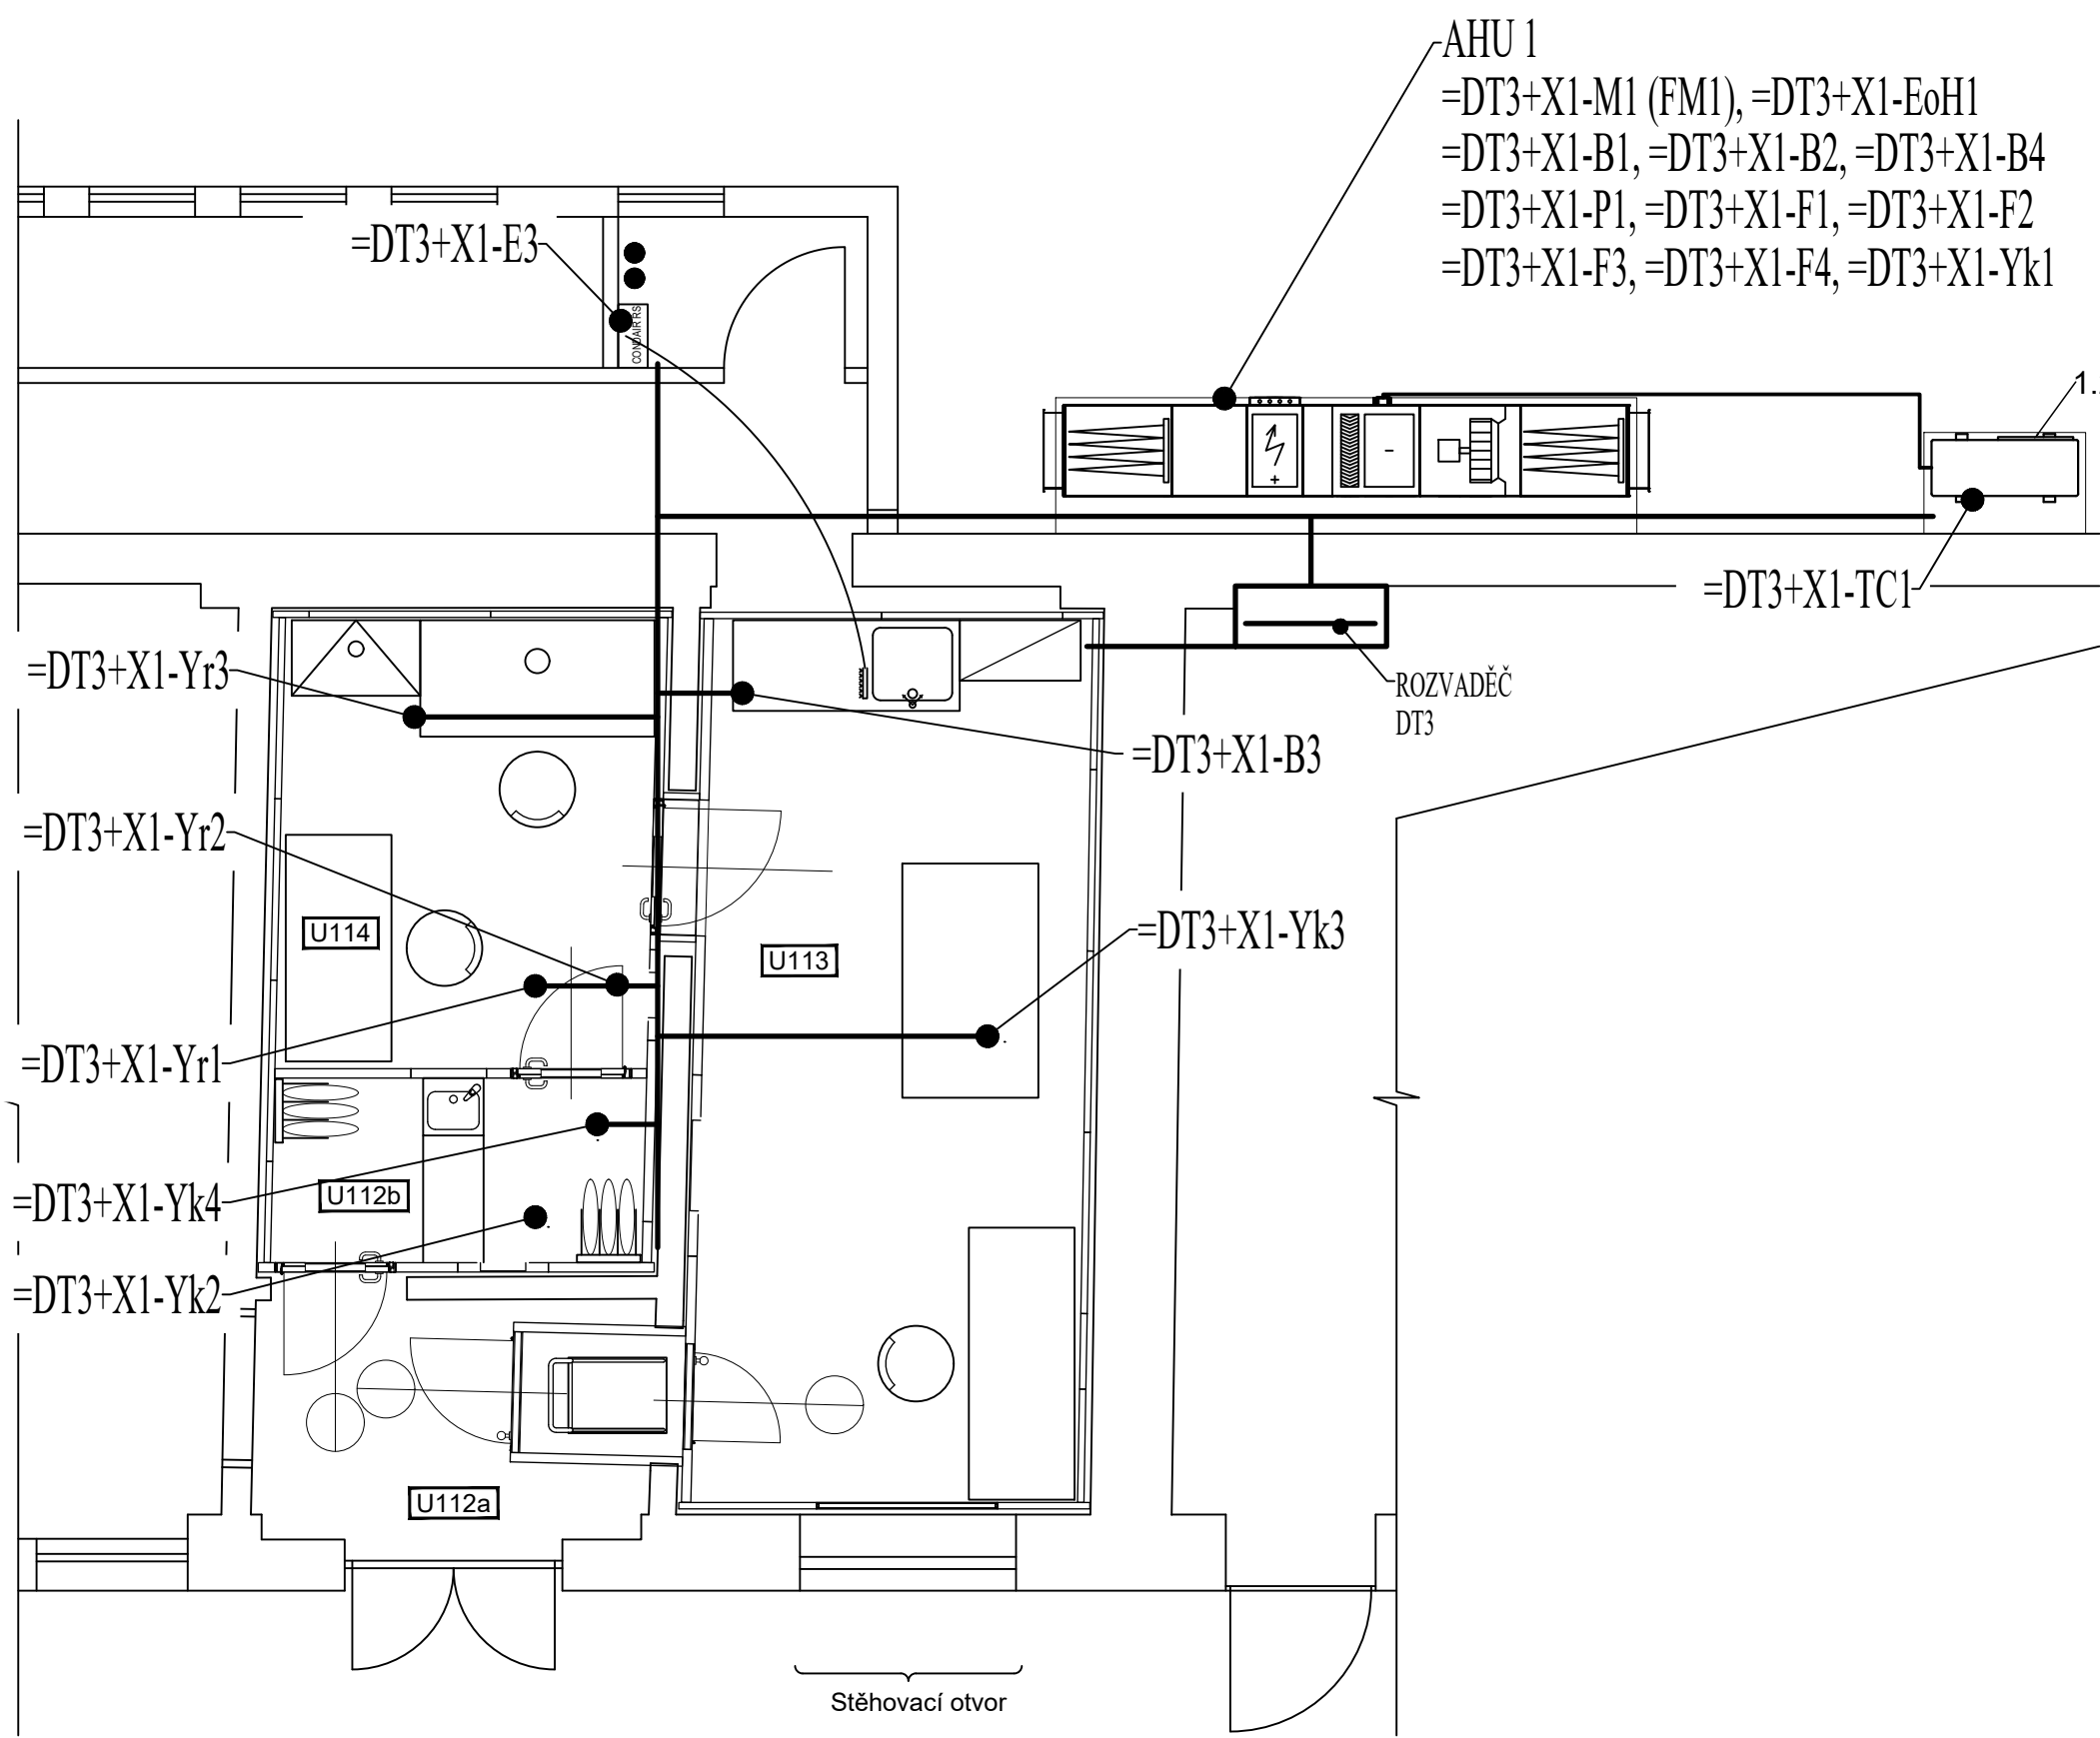 AHU 1
=DT3+X1-M1 (FM1), =DT3+X1-EoH1
=DT3+X1-B1, =DT3+X1-B2, =DT3+X1-B4
=DT3+X1-P1, =DT3+X1-F1, =DT3+X1-F2
=DT3+X1-F3, =DT3+X1-F4, =DT3+X1-Yk1
=DT3+X1-E3
CONDAIR RS
+
-
1.
=DT3+X1-TC1
=DT3+X1-Yr3
ROZVADĚČ
DT3
=DT3+X1-B3
=DT3+X1-Yr2
U114
U113
=DT3+X1-Yk3
=DT3+X1-Yr1
=DT3+X1-Yk4
U112b
=DT3+X1-Yk2
U112a
Stěhovací otvor